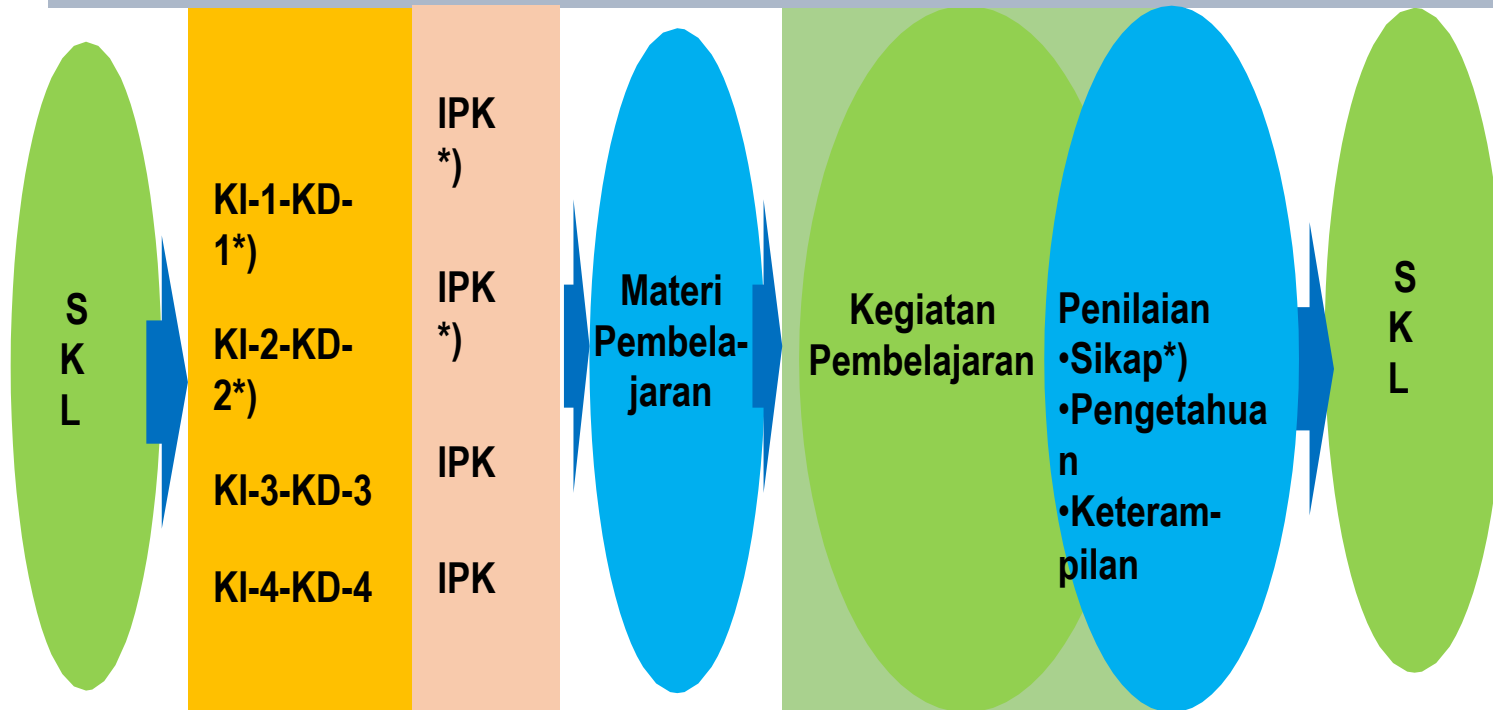 S
K
L
KI-1-KD-
1*)
KI-2-KD-
2*)
KI-3-KD-3
KI-4-KD-4
IPK
*)
IPK
*)
IPK
IPK
Materi
Pembela-
jaran
Kegiatan
Pembelajaran
Penilaian
•Sikap*)
•Pengetahua
n
•Keteram-
pilan
S
K
L